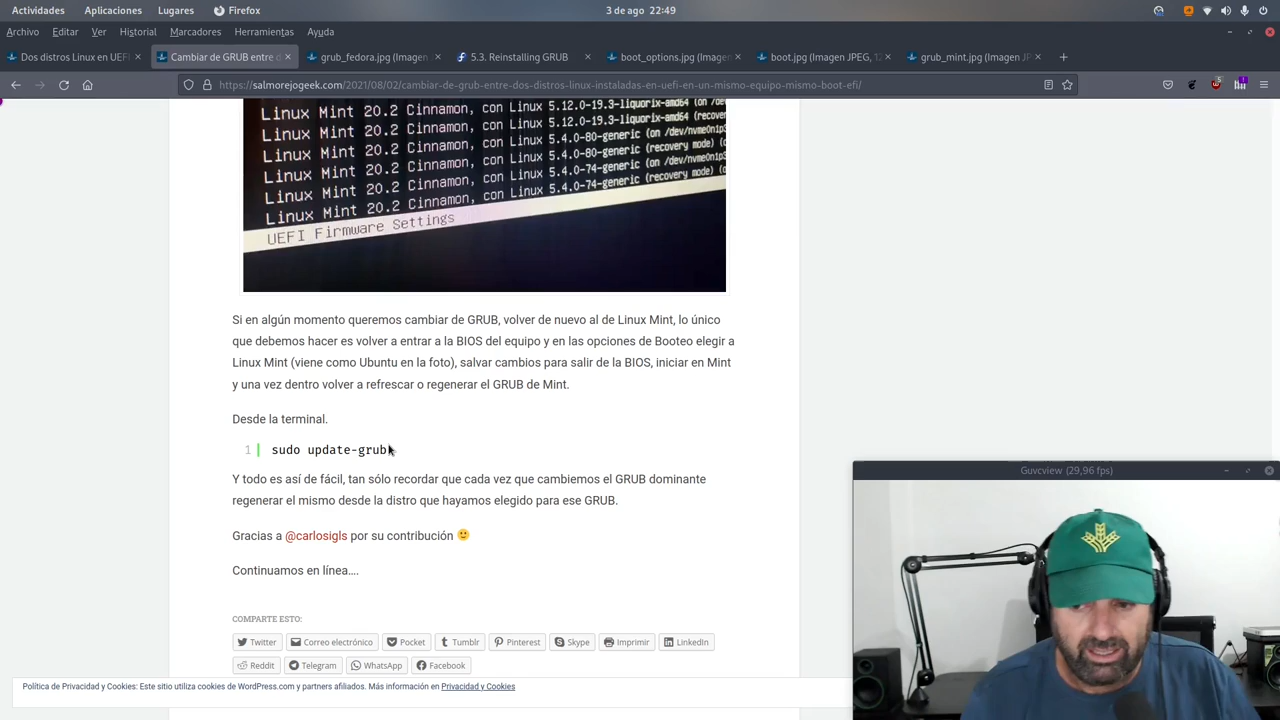 Actividades Aplicaciones Lugares Firefox 3 de ago 22:49
Archivo Editar Ver Historial Marcadores Herramientas Ayuda
Dos distros Linux en UEFI Cambiar de GRUB entre d grub_fedora.jpg (Imagen 5.3. Reinstalling GRUB boot_options.jpg (Imagen boot.jpg (Imagen JPEG, 12 grub_mint.jpg (Imagen JP
https://salmorejogeek.com/2021/08/02/cambiar-de-grub-entre-dos-distros-linux-instaladas-en-uefi-en-un-mismo-equipo-mismo-boot-efi/
Linux Mint 20.2 Cinnamon, con Linux 5.12.0-19.3-liquorix-amd64 (on /dev
Linux Mint 20.2 Cinnamon, con Linux 5.12.0-19.3-liquorix-amd64 (recover
Linux Mint 20.2 Cinnamon, con Linux 5.4.0-80-generic (on /dev/nvme0n1p3
Linux Mint 20.2 Cinnamon, con Linux 5.4.0-80-generic (recovery mode) (o
Linux Mint 20.2 Cinnamon, con Linux 5.4.0-74-generic (on /dev/nvme0n1p
Linux Mint 20.2 Cinnamon, con Linux 5.4.0-74-generic (recovery mode) (
UEFI Firmware Settings
Si en algún momento queremos cambiar de GRUB, volver de nuevo al de Linux Mint, lo único
que debemos hacer es volver a entrar a la BIOS del equipo y en las opciones de Booteo elegir a
Linux Mint (viene como Ubuntu en la foto), salvar cambios para salir de la BIOS, iniciar en Mint
y una vez dentro volver a refrescar o regenerar el GRUB de Mint.
Desde la terminal.
1 sudo update-grub
Guvcview (29,96 fps)
Y todo es así de fácil, tan sólo recordar que cada vez que cambiemos el GRUB dominante
regenerar el mismo desde la distro que hayamos elegido para ese GRUB.
Gracias a @carlosigls por su contribución
Continuamos en línea….
COMPARTE ESTO:
Twitter Correo electrónico Pocket Tumblr Pinterest Skype Imprimir LinkedIn
Reddit Telegram WhatsApp Facebook
Política de Privacidad y Cookies: Este sitio utiliza cookies de WordPress.com y partners afiliados. Más información en Privacidad y Cookies